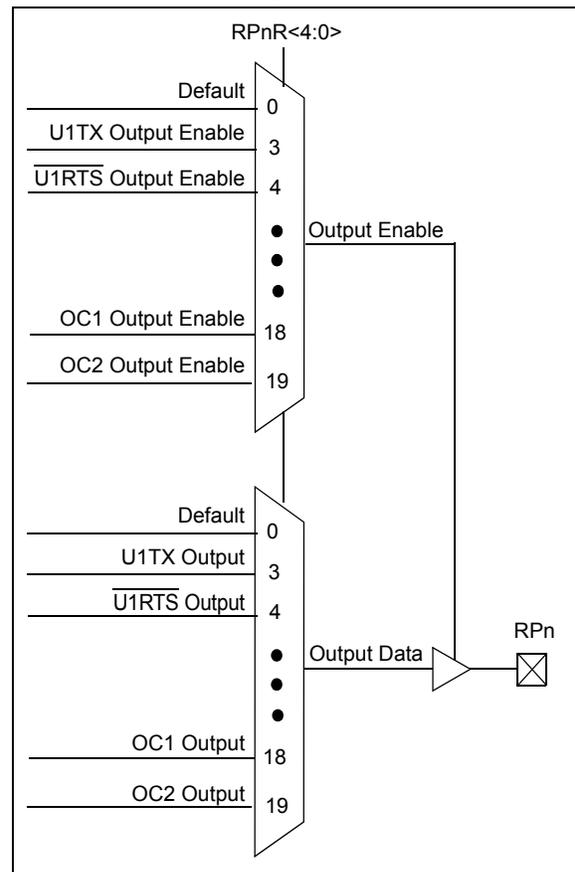 RPnR<4:0>
Default
0
U1TX Output Enable
3
U1RTS Output Enable
4
Output Enable
OC1 Output Enable
18
OC2 Output Enable
19
Default
0
U1TX Output
3
U1RTS Output
4
RPn
Output Data
OC1 Output
18
OC2 Output
19